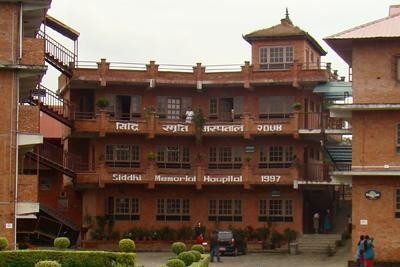 सिद्धि स्मृति अस्पताल २०५४
Siddhi Memorial Hospital 1997